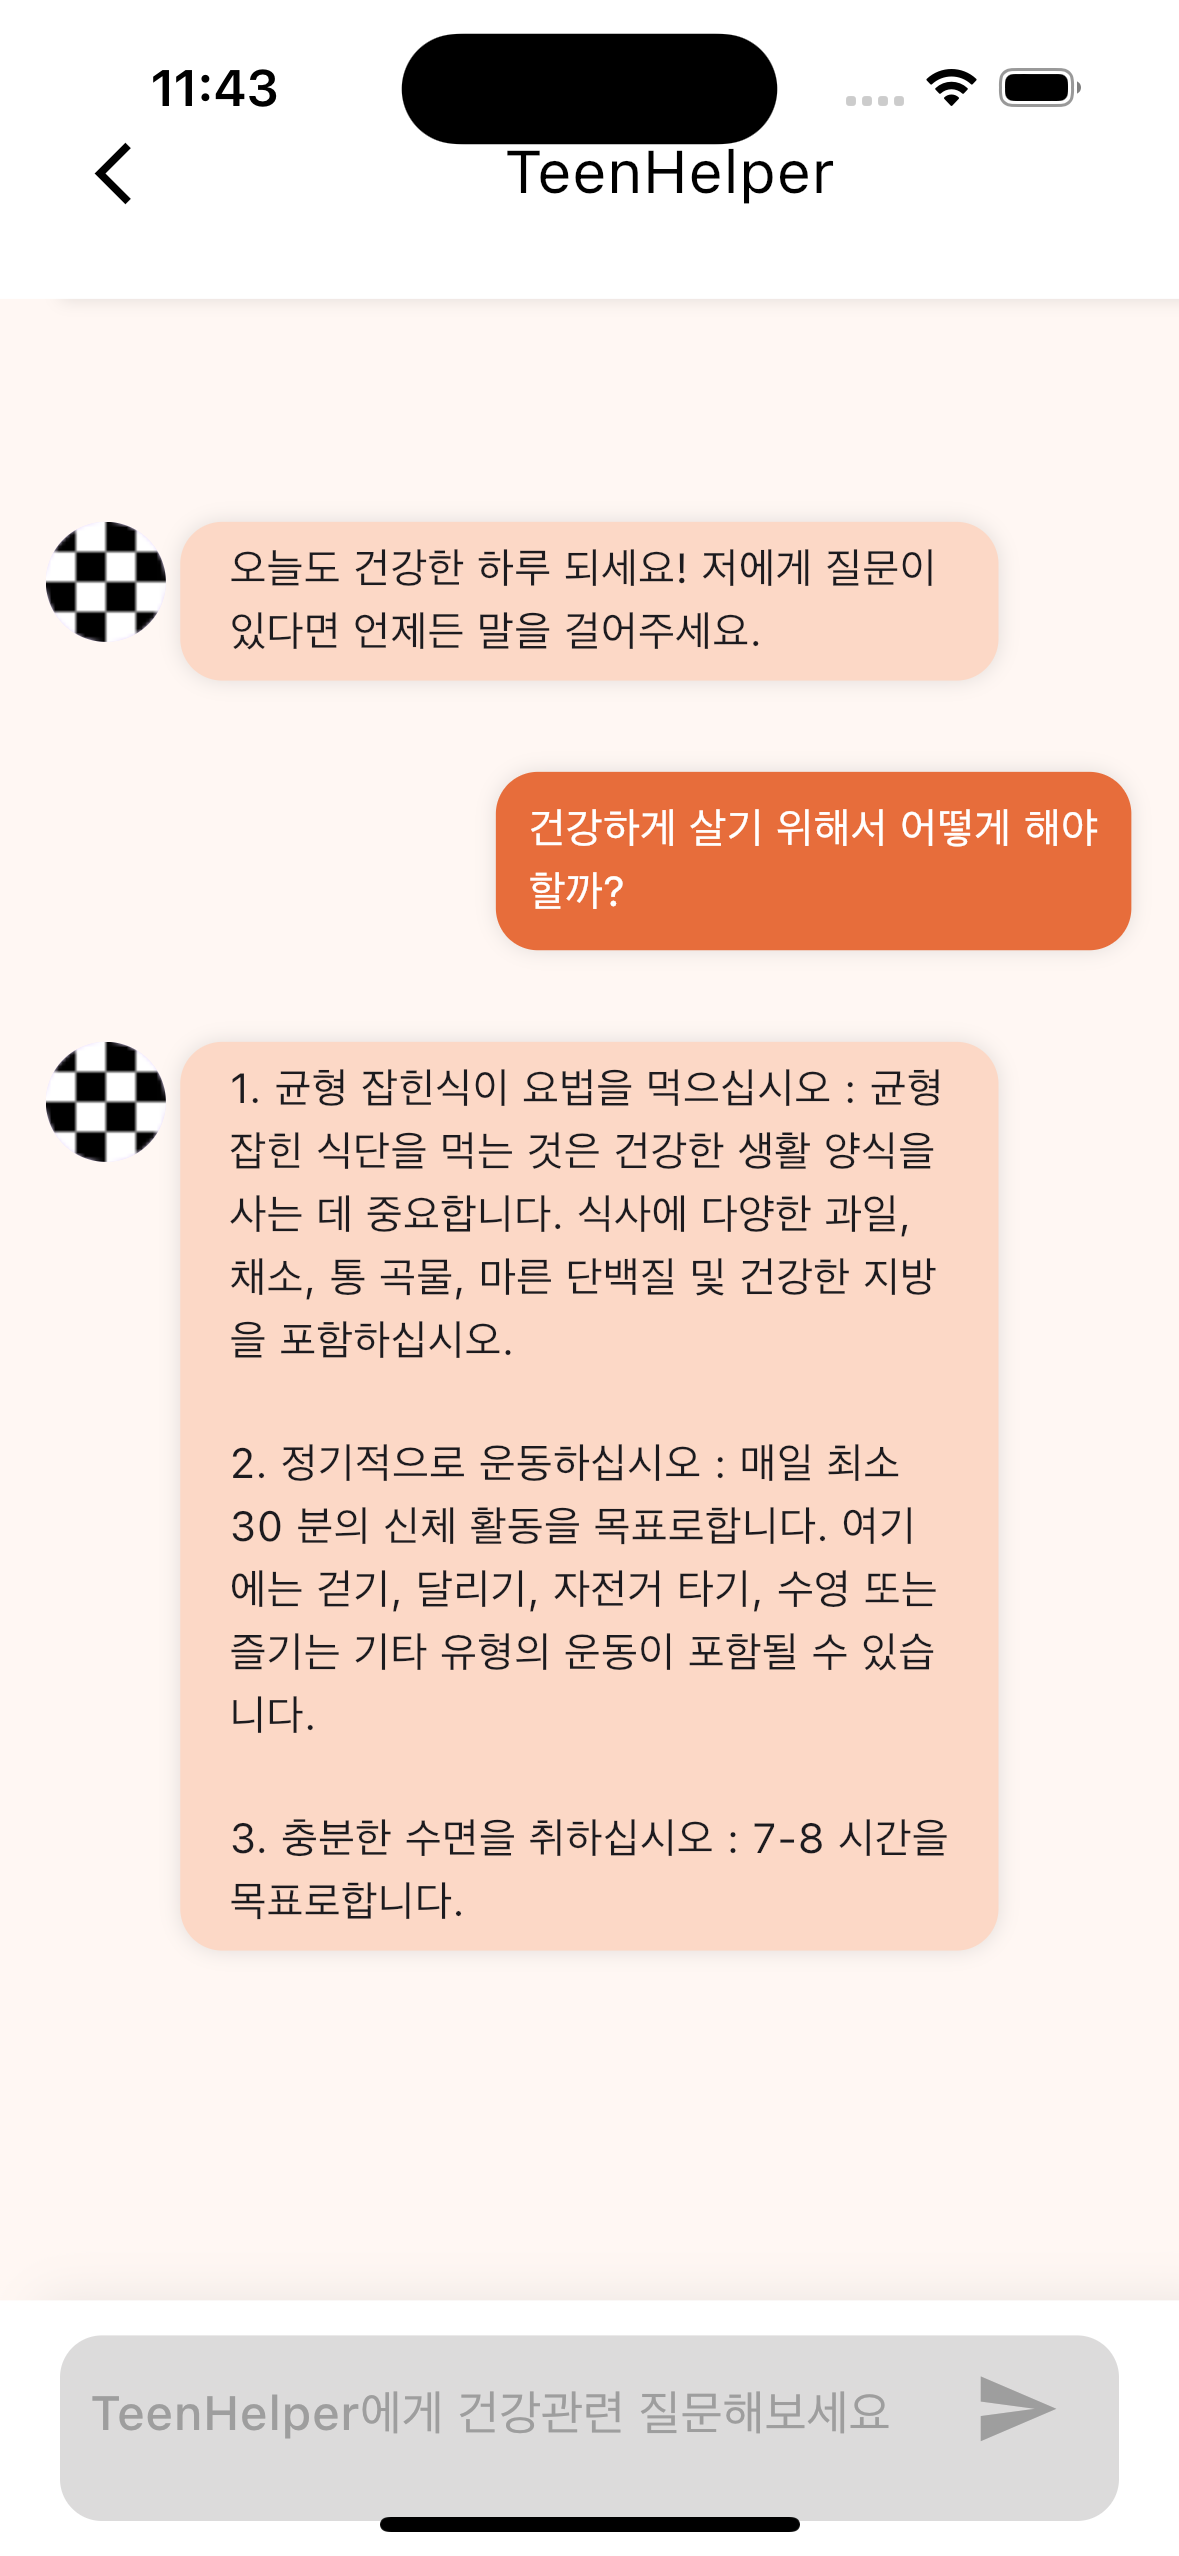 11:43
TeenHelper
오늘도 건강한 하루 되세요! 저에게 질문이
있다면 언제든 말을 걸어주세요.
건강하게 살기 위해서 어떻게 해야
할까?
1. 균형 잡힌식이 요법을 먹으십시오 : 균형
잡힌 식단을 먹는 것은 건강한 생활 양식을
사는 데 중요합니다. 식사에 다양한 과일,
채소, 통 곡물, 마른 단백질 및 건강한 지방
을 포함하십시오.
2. 정기적으로 운동하십시오 : 매일 최소
30 분의 신체 활동을 목표로합니다. 여기
에는 걷기, 달리기, 자전거 타기, 수영 또는
즐기는 기타 유형의 운동이 포함될 수 있습
니다.
3. 충분한 수면을 취하십시오 : 7-8 시간을
목표로합니다.
TeenHelper에게 건강관련 질문해보세요